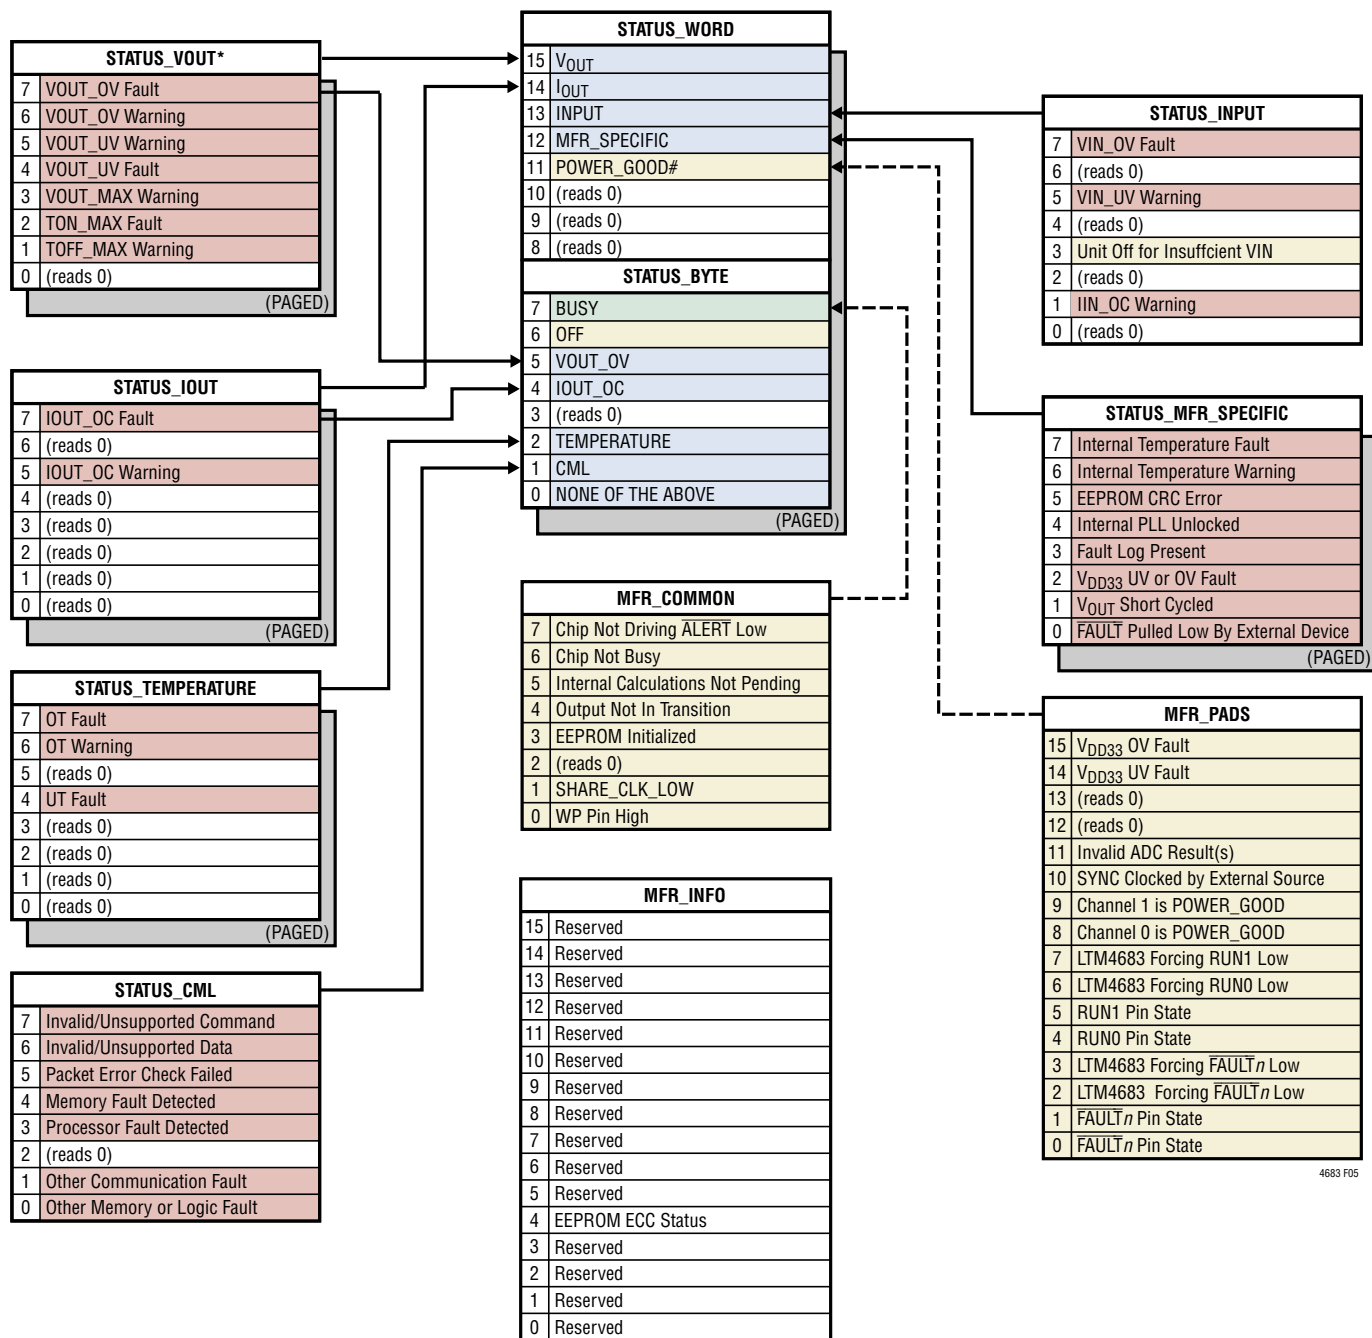 STATUS_VOUT*
7 VOUT_OV Fault
6 VOUT_OV Warning
5 VOUT_UV Warning
4 VOUT_UV Fault
3 VOUT_MAX Warning
2 TON_MAX Fault
1 TOFF_MAX Warning
0 (reads 0)
(PAGED)
STATUS_IOUT
7 IOUT_OC Fault
6 (reads 0)
5 IOUT_OC Warning
4 (reads 0)
3 (reads 0)
2 (reads 0)
1 (reads 0)
0 (reads 0)
(PAGED)
STATUS_TEMPERATURE
7 OT Fault
6 OT Warning
5 (reads 0)
4 UT Fault
3 (reads 0)
2 (reads 0)
1 (reads 0)
0 (reads 0)
(PAGED)
STATUS_CML
7 Invalid/Unsupported Command
6 Invalid/Unsupported Data
5 Packet Error Check Failed
4 Memory Fault Detected
3 Processor Fault Detected
2 (reads 0)
1 Other Communication Fault
0 Other Memory or Logic Fault
STATUS_WORD
15 VOUT
14 IOUT
13 INPUT
12 MFR_SPECIFIC
11 POWER_GOOD#
10 (reads 0)
9 (reads 0)
8 (reads 0)
STATUS_BYTE
7 BUSY
6 OFF
5 VOUT_OV
4 IOUT_OC
3 (reads 0)
2 TEMPERATURE
1 CML
0 NONE OF THE ABOVE
(PAGED)
MFR_COMMON
7 Chip Not Driving ALERT Low
6 Chip Not Busy
5 Internal Calculations Not Pending
4 Output Not In Transition
3 EEPROM Initialized
2 (reads 0)
1 SHARE_CLK_LOW
0 WP Pin High
MFR_INFO
15 Reserved
14 Reserved
13 Reserved
12 Reserved
11 Reserved
10 Reserved
9 Reserved
8 Reserved
7 Reserved
6 Reserved
5 Reserved
4 EEPROM ECC Status
3 Reserved
2 Reserved
1 Reserved
0 Reserved
STATUS_INPUT
7 VIN_OV Fault
6 (reads 0)
5 VIN_UV Warning
4 (reads 0)
3 Unit Off for Insuffcient VIN
2 (reads 0)
1 IIN_OC Warning
0 (reads 0)
STATUS_MFR_SPECIFIC
7 Internal Temperature Fault
6 Internal Temperature Warning
5 EEPROM CRC Error
4 Internal PLL Unlocked
3 Fault Log Present
2 VDD33 UV or OV Fault
1 VOUT Short Cycled
0 FAULT Pulled Low By External Device
(PAGED)
MFR_PADS
15 VDD33 OV Fault
14 VDD33 UV Fault
13 (reads 0)
12 (reads 0)
11 Invalid ADC Result(s)
10 SYNC Clocked by External Source
9 Channel 1 is POWER_GOOD
8 Channel 0 is POWER_GOOD
7 LTM4683 Forcing RUN1 Low
6 LTM4683 Forcing RUN0 Low
5 RUN1 Pin State
4 RUN0 Pin State
3 LTM4683 Forcing FAULTn Low
2 LTM4683 Forcing FAULTn Low
1 FAULTn Pin State
0 FAULTn Pin State
4683 F05